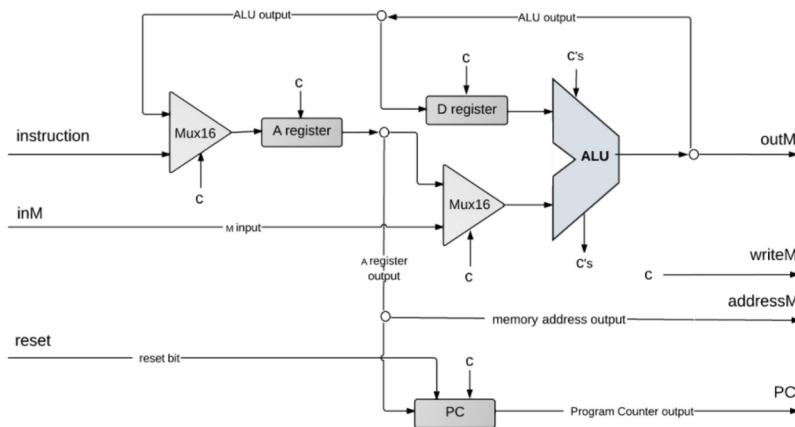 ALU output
ALU output
c
c's
c
D register
Mux16
A register
instruction
ALU
outM
Mux16
c
inM
M input
A register
output
c's
c
c
writeM
addressM
memory address output
reset
reset bit
c
PC
PC
Program Counter output